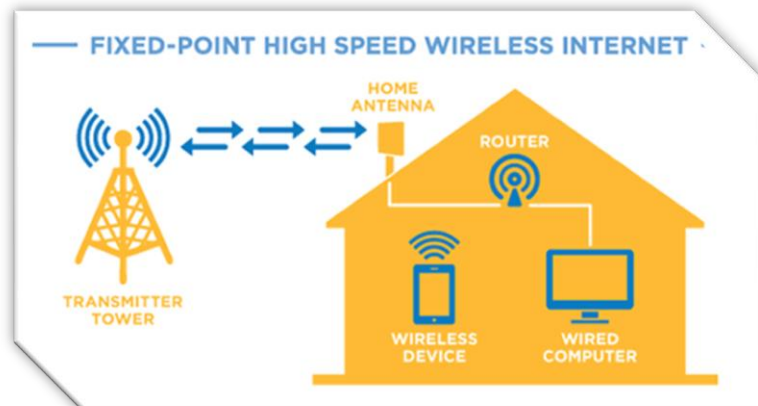 FIXED-POINT HIGH SPEED WIRELESS INTERNET
HOME
ANTENNA
ROUTER
TRANSMITTER
TOWER
WIRELESS
DEVICE
WIRED
COMPUTER